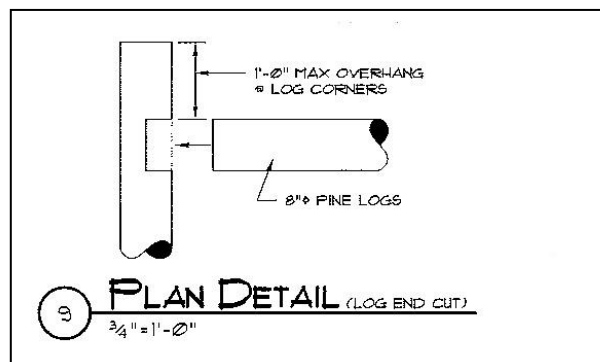 1'-0" MAX OVERHANG
@ LOG CORNERS
8"⌀ PINE LOGS
9
PLAN DETAIL (LOG END CUT)
3/4"=1'-0"